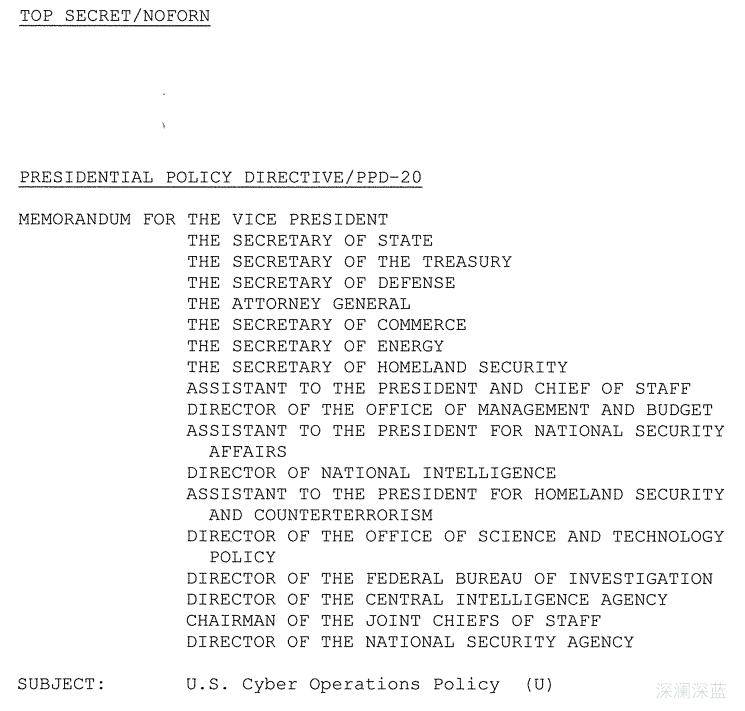 TOP SECRET/NOFORN
PRESIDENTIAL POLICY DIRECTIVE/PPD-20
MEMORANDUM FOR THE VICE PRESIDENT
THE SECRETARY OF STATE
THE SECRETARY OF THE TREASURY
THE SECRETARY OF DEFENSE
THE ATTORNEY GENERAL
THE SECRETARY OF COMMERCE
THE SECRETARY OF ENERGY
THE SECRETARY OF HOMELAND SECURITY
ASSISTANT TO THE PRESIDENT AND CHIEF OF STAFF
DIRECTOR OF THE OFFICE OF MANAGEMENT AND BUDGET
ASSISTANT TO THE PRESIDENT FOR NATIONAL SECURITY
AFFAIRS
DIRECTOR OF NATIONAL INTELLIGENCE
ASSISTANT TO THE PRESIDENT FOR HOMELAND SECURITY
AND COUNTERTERRORISM
DIRECTOR OF THE OFFICE OF SCIENCE AND TECHNOLOGY
POLICY
DIRECTOR OF THE FEDERAL BUREAU OF INVESTIGATION
DIRECTOR OF THE CENTRAL INTELLIGENCE AGENCY
CHAIRMAN OF THE JOINT CHIEFS OF STAFF
DIRECTOR OF THE NATIONAL SECURITY AGENCY
SUBJECT: U.S. Cyber Operations Policy (U)
深澜深蓝